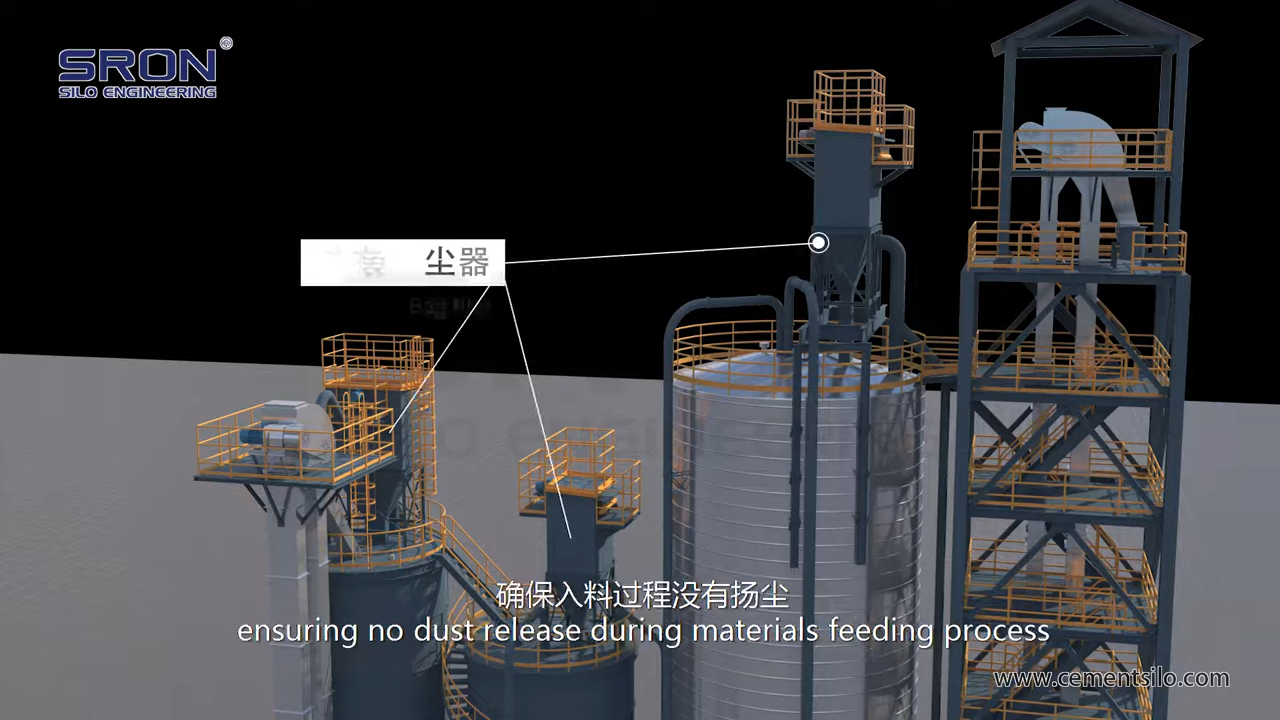 SRON®
SILO ENGINEERING
尘器
确保入料过程没有扬尘
ensuring no dust release during materials feeding process
www.cementsilo.com